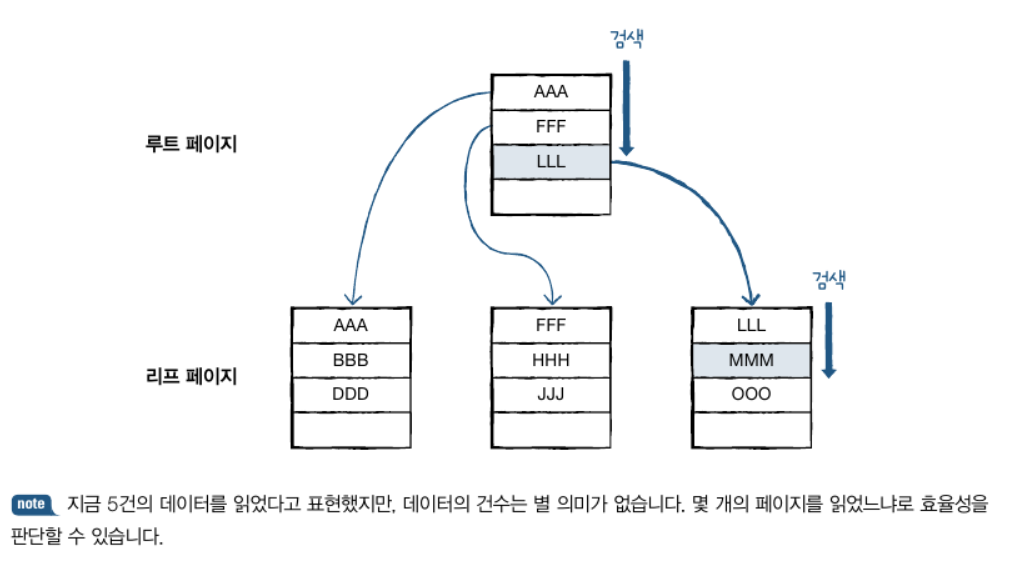 검색
AAA
FFF
루트 페이지
LLL
검색
AAA
FFF
LLL
BBB
HHH
MMM
리프 페이지
DDD
JJJ
OOO
note 지금 5건의 데이터를 읽었다고 표현했지만, 데이터의 건수는 별 의미가 없습니다. 몇 개의 페이지를 읽었느냐로 효율성을
판단할 수 있습니다.